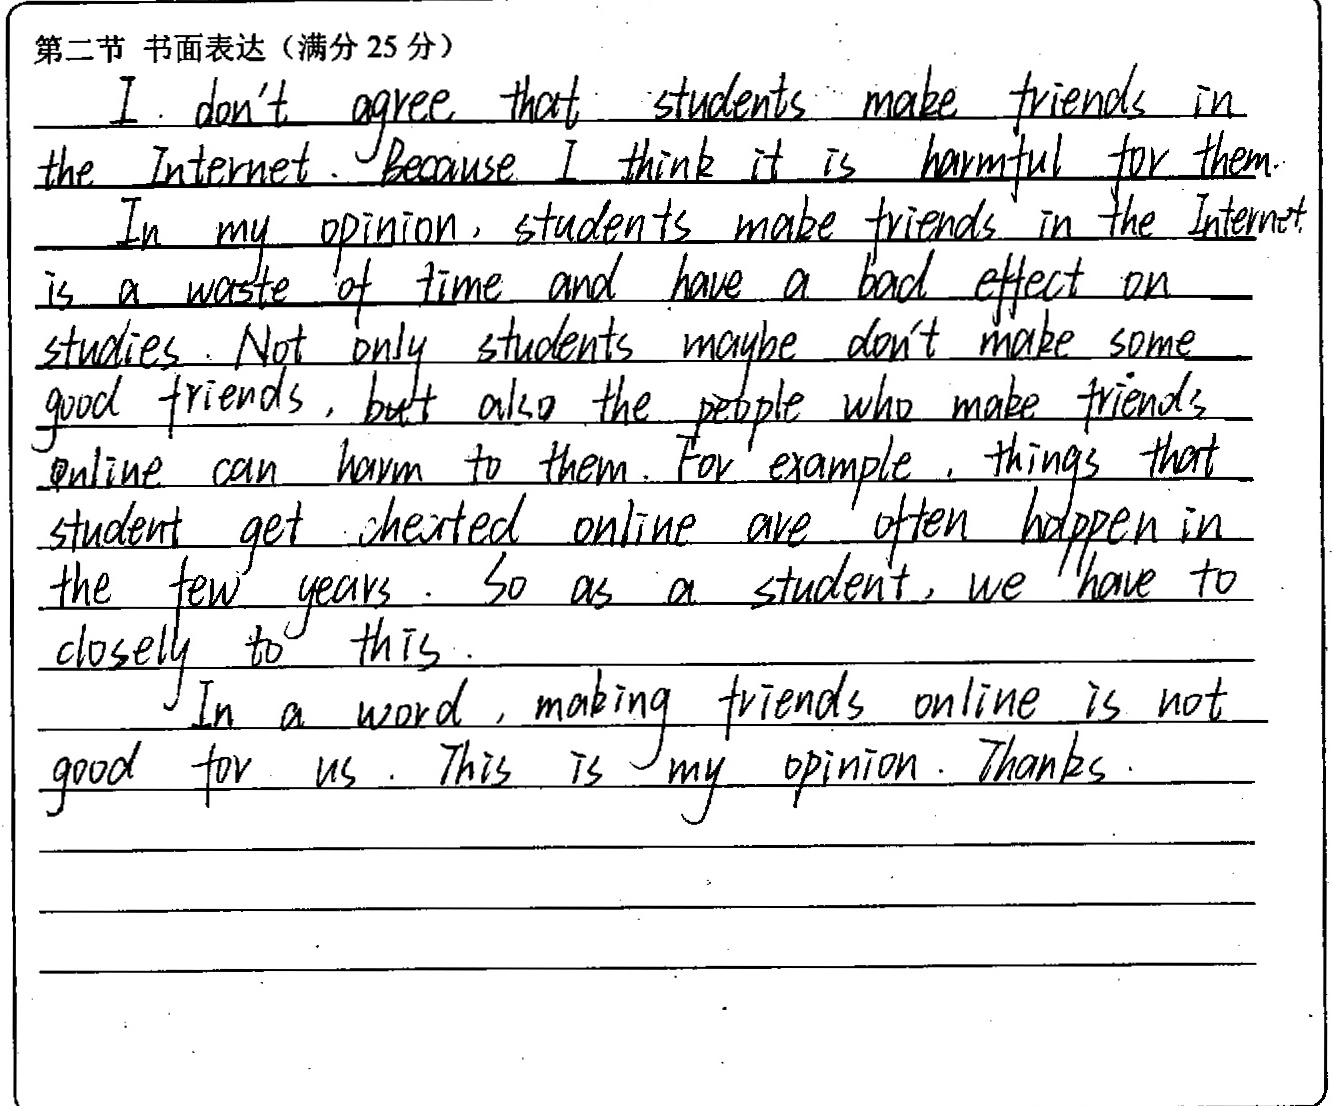 第二节 书面表达（满分 25 分）
I don't agree that students make friends in
the Internet. Because I think it is harmful for them.
In my opinion, students make friends in the Internet
is a waste of time and have a bad effect on
studies. Not only students maybe don't make some
good friends, but also the people who make friends
online can harm to them. For example, things that
student get cheated online are often happen in
the few years. So as a student, we have to
closely to this.
In a word, making friends online is not
good for us. This is my opinion. Thanks.